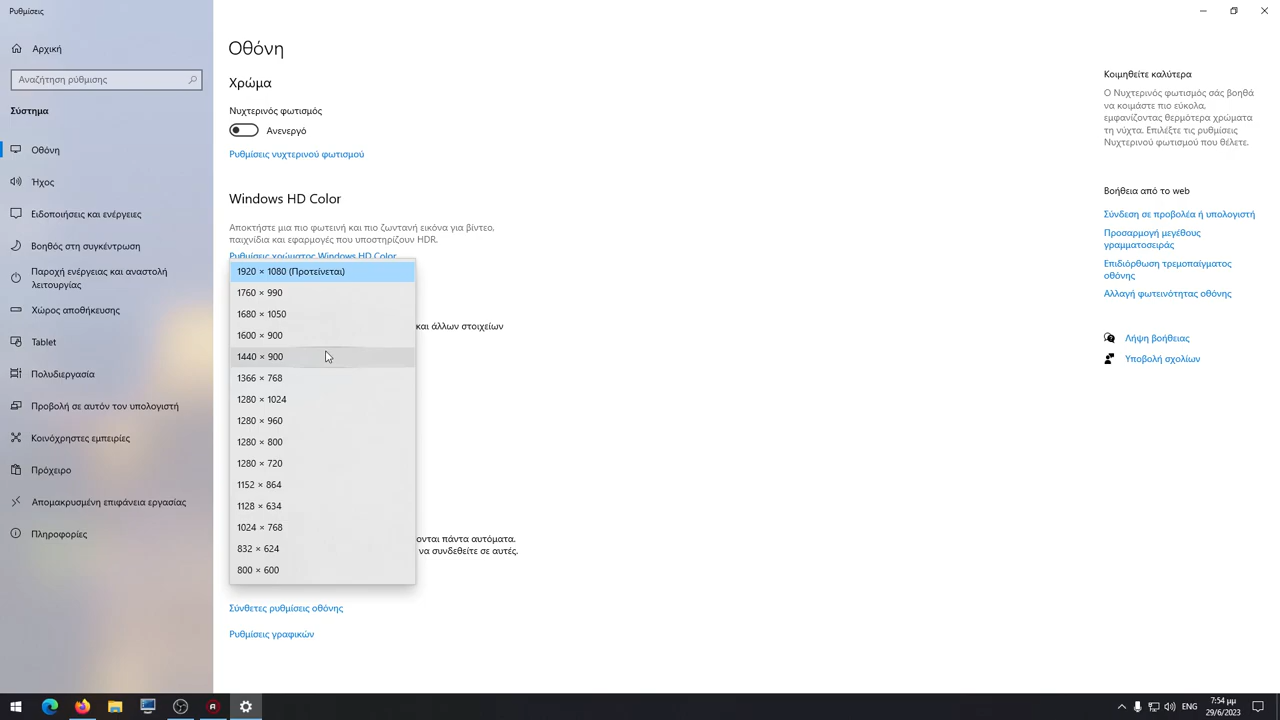 Ρυθμίσεις
Αρχική
Αναζήτηση ρύθμισης
Σύστημα
Οθόνη
Ήχος
Ειδοποιήσεις και ενέργειες
Βοηθός στη συγκέντρωση
Παροχή ενέργειας και αναστολή
λειτουργίας
Χώρος αποθήκευσης
Tablet
Πολυδιεργασία
Προβολή σε αυτόν τον υπολογιστή
Κοινόχρηστες εμπειρίες
Πρόχειρο
Απομακρυσμένη επιφάνεια εργασίας
Πληροφορίες
Οθόνη
Χρώμα
Νυχτερινός φωτισμός
Ανενεργό
Ρυθμίσεις νυχτερινού φωτισμού
Windows HD Color
Αποκτήστε μια πιο φωτεινή και πιο ζωντανή εικόνα για βίντεο,
παιχνίδια και εφαρμογές που υποστηρίζουν HDR.
Ρυθμίσεις χρώματος Windows HD Color
1920 × 1080 (Προτείνεται)
1760 × 990
1680 × 1050
και άλλων στοιχείων
1600 × 900
1440 × 900
1366 × 768
1280 × 1024
1280 × 960
1280 × 800
1280 × 720
1152 × 864
1128 × 634
1024 × 768
ονται πάντα αυτόματα.
832 × 624
να συνδεθείτε σε αυτές.
800 × 600
Σύνθετες ρυθμίσεις οθόνης
Ρυθμίσεις γραφικών
Κοιμηθείτε καλύτερα
Ο Νυχτερινός φωτισμός σάς βοηθά
να κοιμάστε πιο εύκολα,
εμφανίζοντας θερμότερα χρώματα
τη νύχτα. Επιλέξτε τις ρυθμίσεις
Νυχτερινού φωτισμού που θέλετε.
Βοήθεια από το web
Σύνδεση σε προβολέα ή υπολογιστή
Προσαρμογή μεγέθους
γραμματοσειράς
Επιδιόρθωση τρεμοπαίγματος
οθόνης
Αλλαγή φωτεινότητας οθόνης
Λήψη βοήθειας
Υποβολή σχολίων
ENG
7:54 μμ
29/6/2023